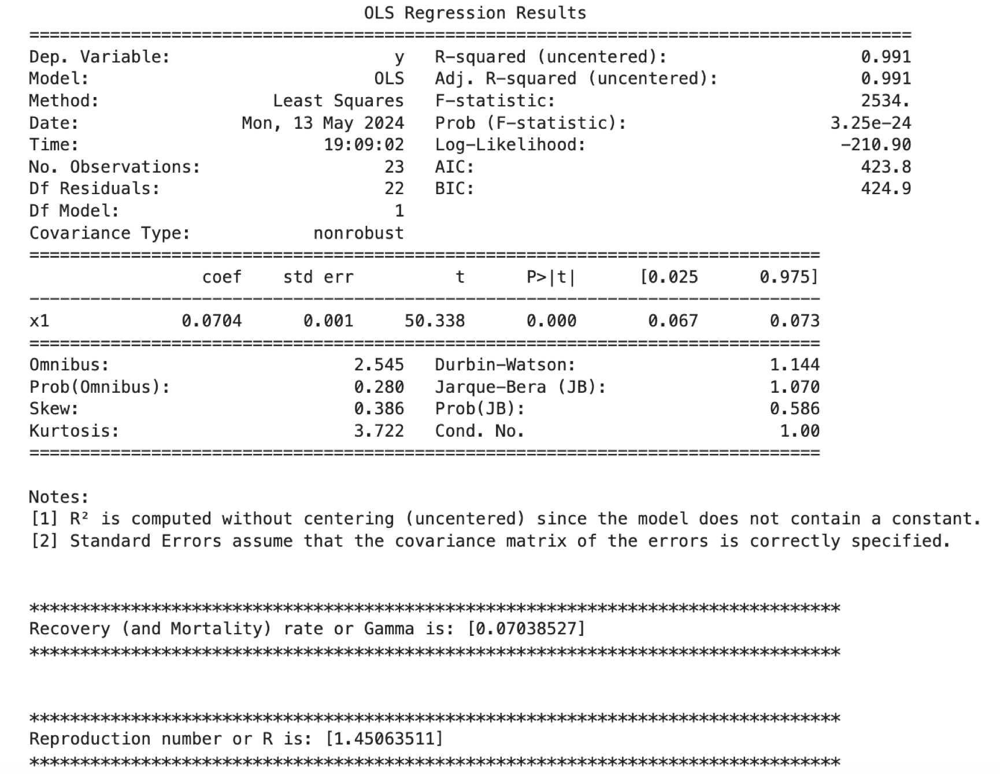 OLS Regression Results
=======================================================================================
Dep. Variable: y R-squared (uncentered): 0.991
Model: OLS Adj. R-squared (uncentered): 0.991
Method: Least Squares F-statistic: 2534.
Date: Mon, 13 May 2024 Prob (F-statistic): 3.25e-24
Time: 19:09:02 Log-Likelihood: -210.90
No. Observations: 23 AIC: 423.8
Df Residuals: 22 BIC: 424.9
Df Model: 1
Covariance Type: nonrobust
==============================================================================
coef std err t P>|t| [0.025 0.975]
------------------------------------------------------------------------------
x1 0.0704 0.001 50.338 0.000 0.067 0.073
==============================================================================
Omnibus: 2.545 Durbin-Watson: 1.144
Prob(Omnibus): 0.280 Jarque-Bera (JB): 1.070
Skew: 0.386 Prob(JB): 0.586
Kurtosis: 3.722 Cond. No. 1.00
==============================================================================
Notes:
[1] R² is computed without centering (uncentered) since the model does not contain a constant.
[2] Standard Errors assume that the covariance matrix of the errors is correctly specified.
********************************************************************************
Recovery (and Mortality) rate or Gamma is: [0.07038527]
********************************************************************************
********************************************************************************
Reproduction number or R is: [1.45063511]
********************************************************************************